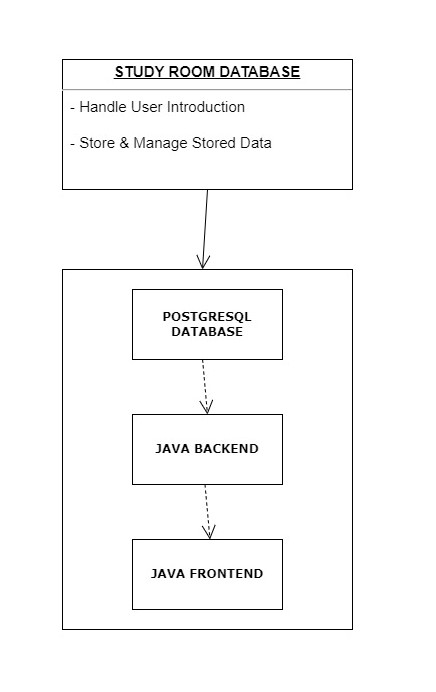 STUDY ROOM DATABASE
- Handle User Introduction
- Store & Manage Stored Data
POSTGRESQL
DATABASE
JAVA BACKEND
JAVA FRONTEND